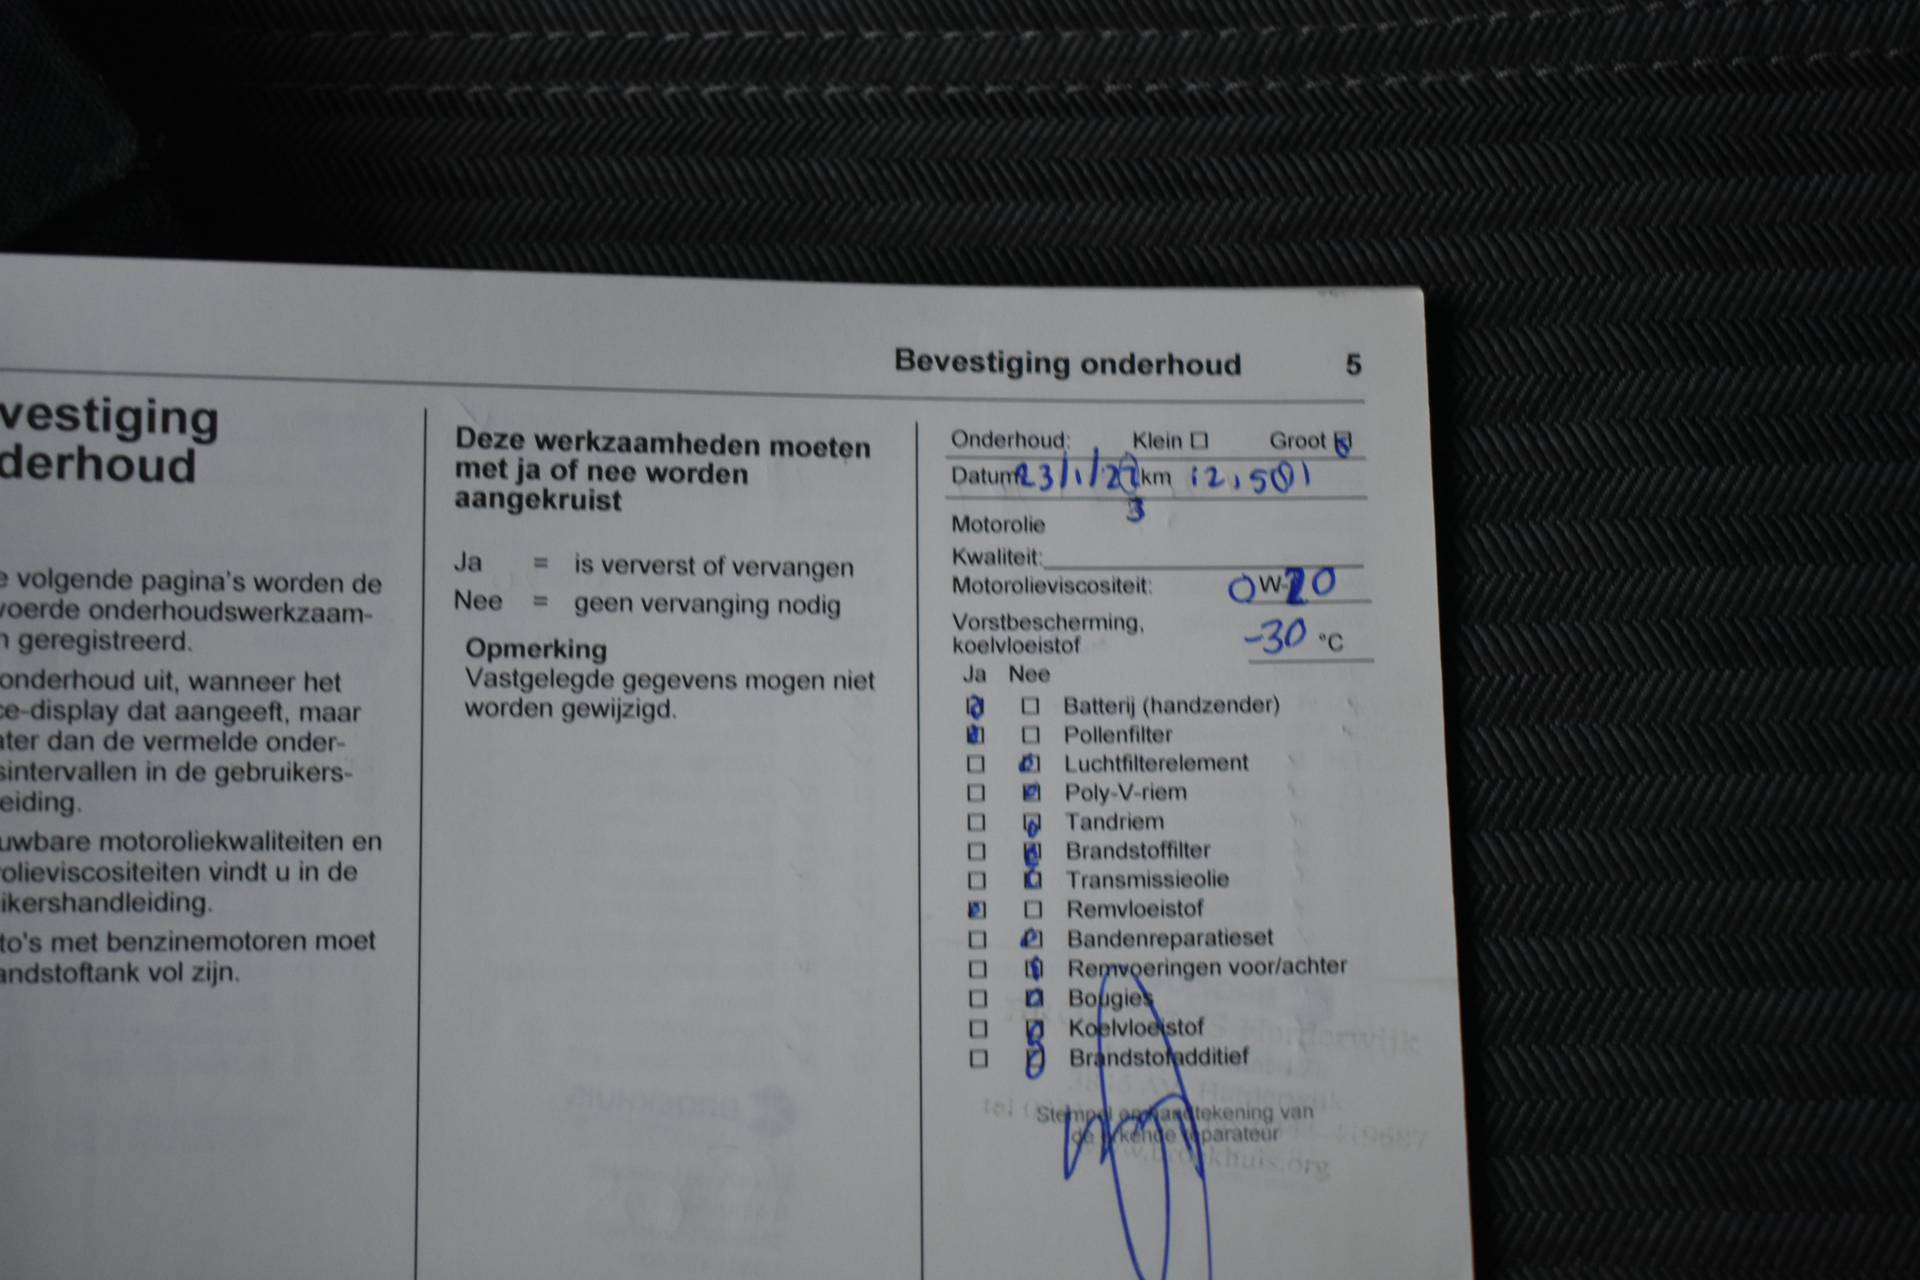 Bevestiging onderhoud 5
vestiging
derhoud
e volgende pagina's worden de
voerde onderhoudswerkzaam-
n geregistreerd.
onderhoud uit, wanneer het
ce-display dat aangeeft, maar
ater dan de vermelde onder-
sintervallen in de gebruikers-
eiding.
uwbare motoroliekwaliteiten en
olieviscositeiten vindt u in de
ikershandleiding.
to's met benzinemotoren moet
andstoftank vol zijn.
Deze werkzaamheden moeten
met ja of nee worden
aangekruist
Ja = is ververst of vervangen
Nee = geen vervanging nodig
Opmerking
Vastgelegde gegevens mogen niet
worden gewijzigd.
Onderhoud: Klein Groot
Datum 23/1/2 km 12,501
3
Motorolie
Kwaliteit:
Motorolieviscositeit: 0W-20
Vorstbescherming,
koelvloeistof -30 °C
Ja Nee
Batterij (handzender)
Pollenfilter
Luchtfilterelement
Poly-V-riem
Tandriem
Brandstoffilter
Transmissieolie
Remvloeistof
Bandenreparatieset
Remvoeringen voor/achter
Bougies
Koelvloeistof
Brandstofadditief
Stempel en handtekening van
de erkende reparateur